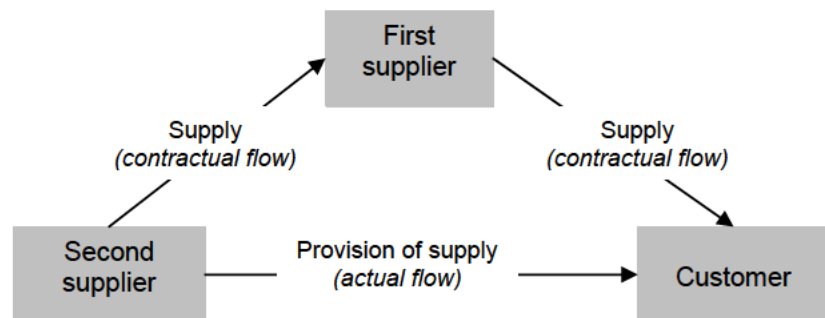 First
supplier
Supply
(contractual flow)
Supply
(contractual flow)
Second
supplier
Provision of supply
(actual flow)
Customer